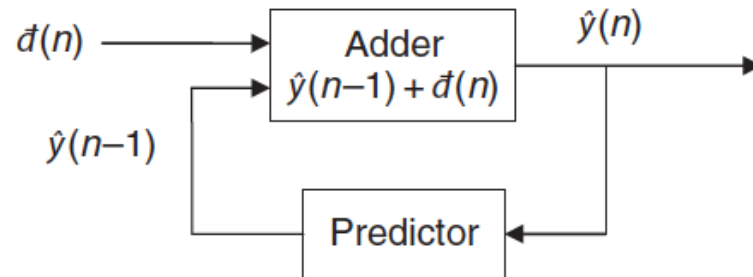 đ(n)
Adder
ŷ(n–1) + đ(n)
ŷ(n)
ŷ(n–1)
Predictor